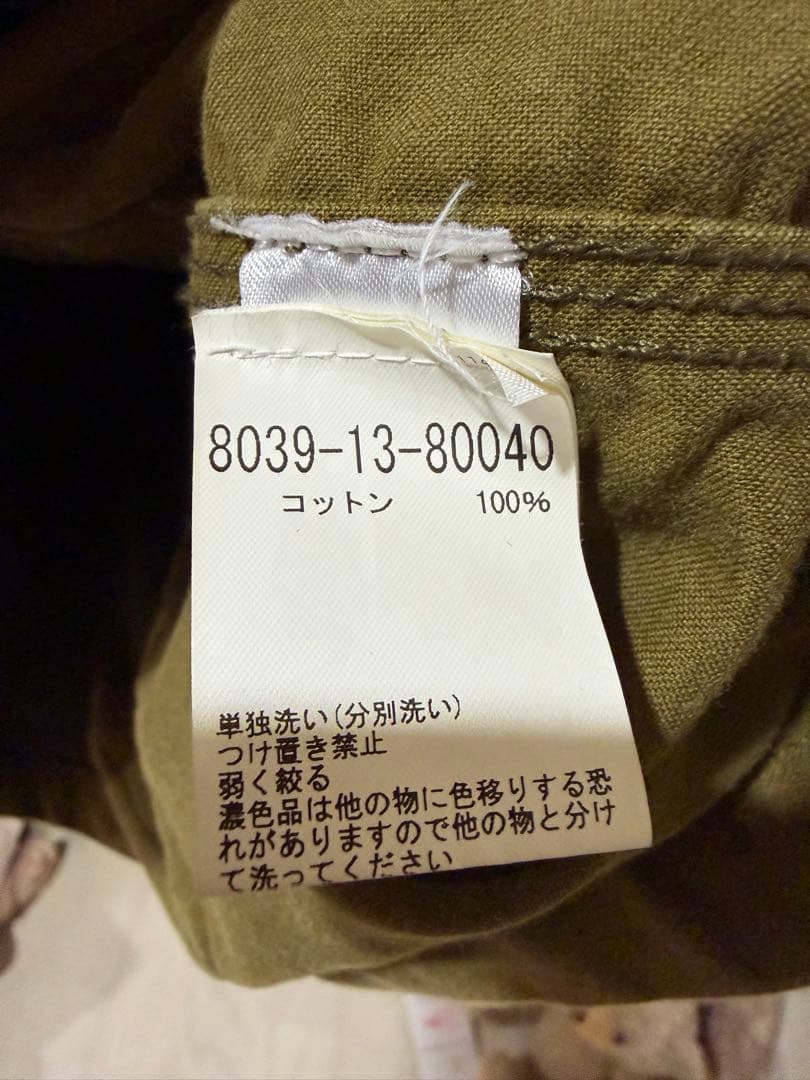 8039-13-80040
コットン 100%
単独洗い(分別洗い)
つけ置き禁止
弱く絞る
濃色品は他の物に色移りする恐
れがありますので他の物と分け
て洗ってください